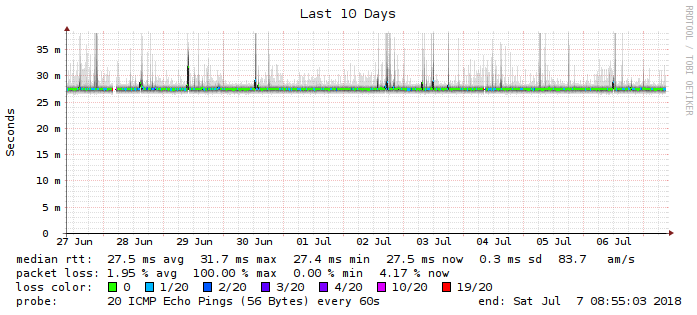 Last 10 Days
RRDTOOL / TOBI OETIKER
Seconds
35 m
30 m
25 m
20 m
15 m
10 m
5 m
0
27 Jun 28 Jun 29 Jun 30 Jun 01 Jul 02 Jul 03 Jul 04 Jul 05 Jul 06 Jul
median rtt: 27.5 ms avg 31.7 ms max 27.4 ms min 27.5 ms now 0.3 ms sd 83.7 am/s
packet loss: 1.95 % avg 100.00 % max 0.00 % min 4.17 % now
loss color: 0 1/20 2/20 3/20 4/20 10/20 19/20
probe: 20 ICMP Echo Pings (56 Bytes) every 60s end: Sat Jul 7 08:55:03 2018